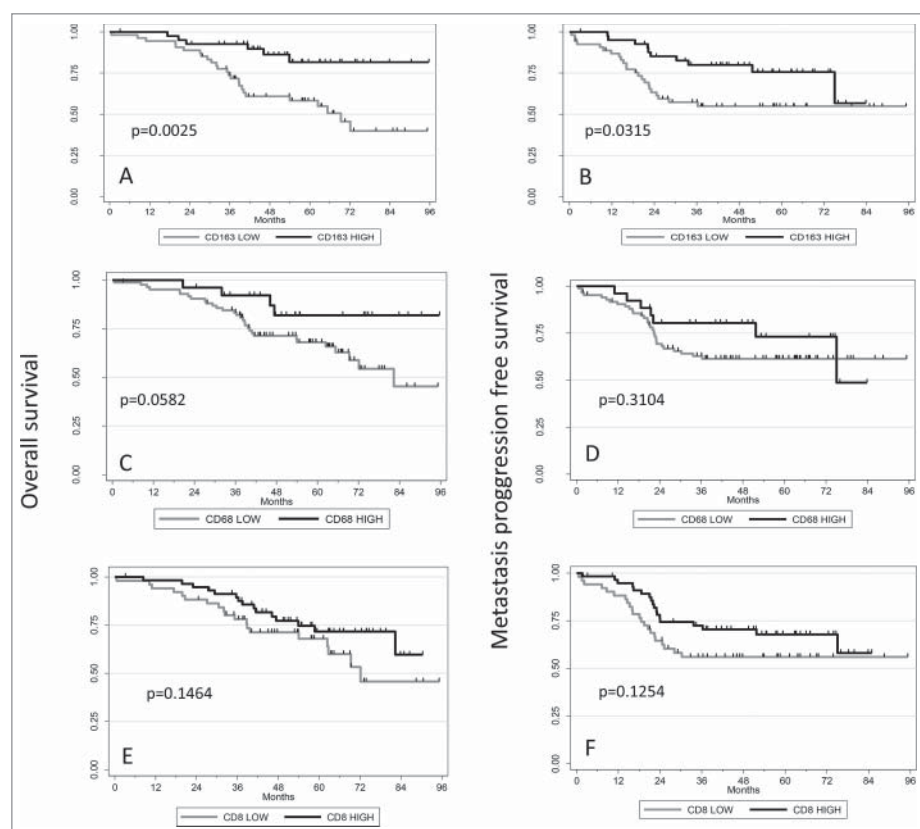 Overall survival
Metastasis proggression free survival
1.00
0.75
0.50
0.25
0.00
p=0.0025
A
0 12 24 36 48 60 72 84 96
Months
CD163 LOW CD163 HIGH
1.00
0.75
0.50
0.25
0.00
p=0.0315
B
0 12 24 36 48 60 72 84 96
Months
CD163 LOW CD163 HIGH
1.00
0.75
0.50
0.25
0.00
p=0.0582
C
0 12 24 36 48 60 72 84 96
Months
CD68 LOW CD68 HIGH
1.00
0.75
0.50
0.25
0.00
p=0.3104
D
0 12 24 36 48 60 72 84 96
Months
CD68 LOW CD68 HIGH
1.00
0.75
0.50
0.25
0.00
p=0.1464
E
0 12 24 36 48 60 72 84 96
Months
CD8 LOW CD8 HIGH
1.00
0.75
0.50
0.25
0.00
p=0.1254
F
0 12 24 36 48 60 72 84 96
Months
CD8 LOW CD8 HIGH